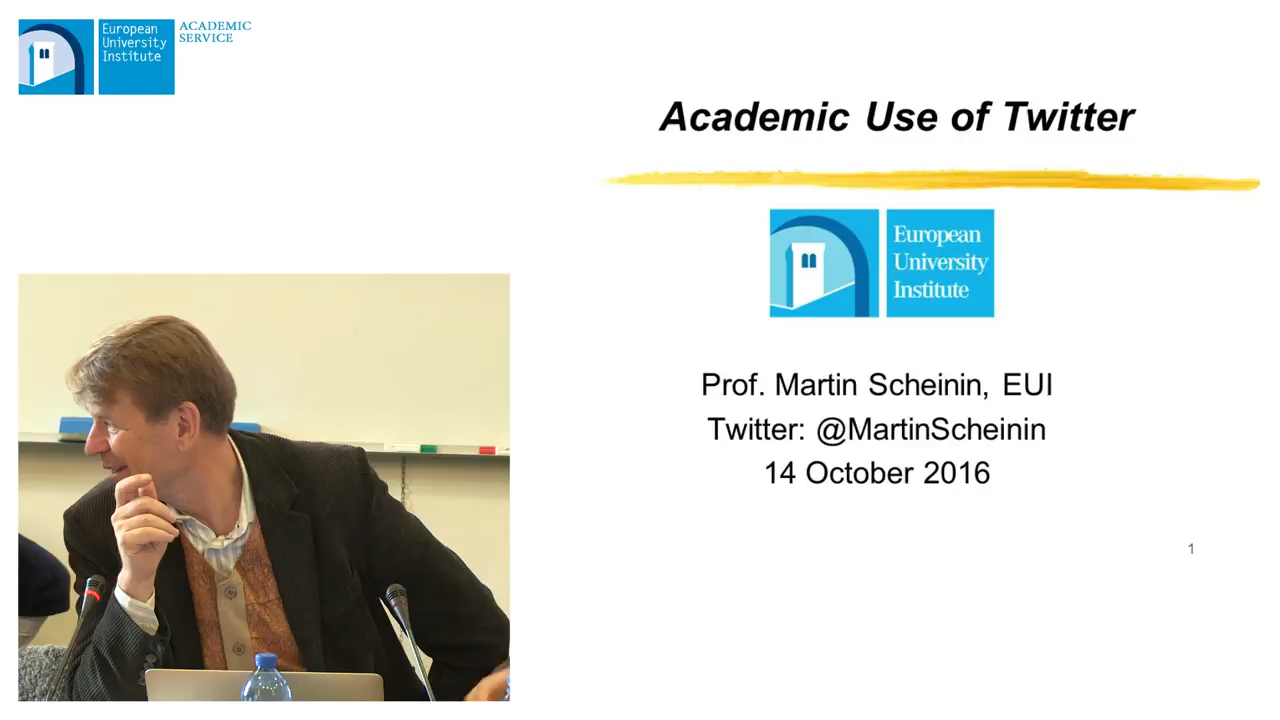 European
University
Institute
ACADEMIC
SERVICE
Academic Use of Twitter
European
University
Institute
Prof. Martin Scheinin, EUI
Twitter: @MartinScheinin
14 October 2016
1